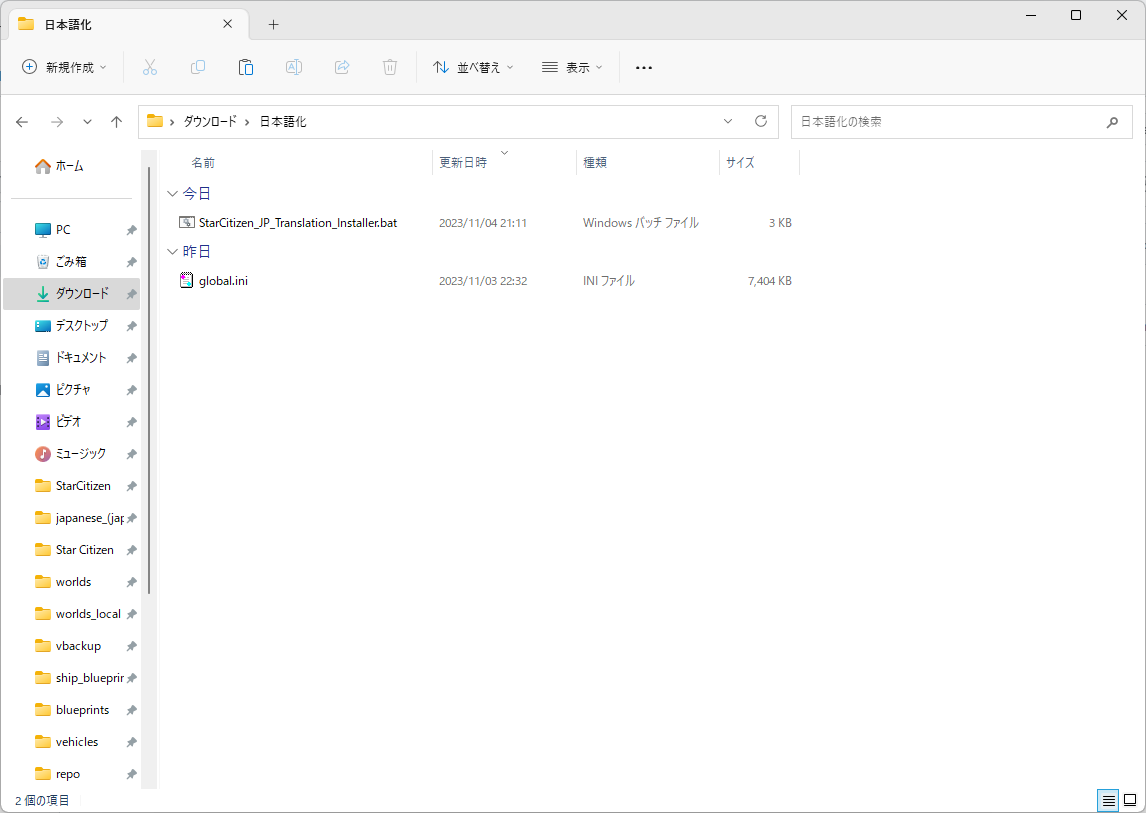 日本語化
新規作成
並べ替え
表示
ダウンロード
日本語化
日本語化の検索
ホーム
PC
ごみ箱
ダウンロード
デスクトップ
ドキュメント
ピクチャ
ビデオ
ミュージック
StarCitizen
japanese_(jap
Star Citizen
worlds
worlds_local
vbackup
ship_blueprin
blueprints
vehicles
repo
名前 更新日時 種類 サイズ
今日
StarCitizen_JP_Translation_Installer.bat 2023/11/04 21:11 Windows バッチ ファイル 3 KB
昨日
global.ini 2023/11/03 22:32 INI ファイル 7,404 KB
2 個の項目